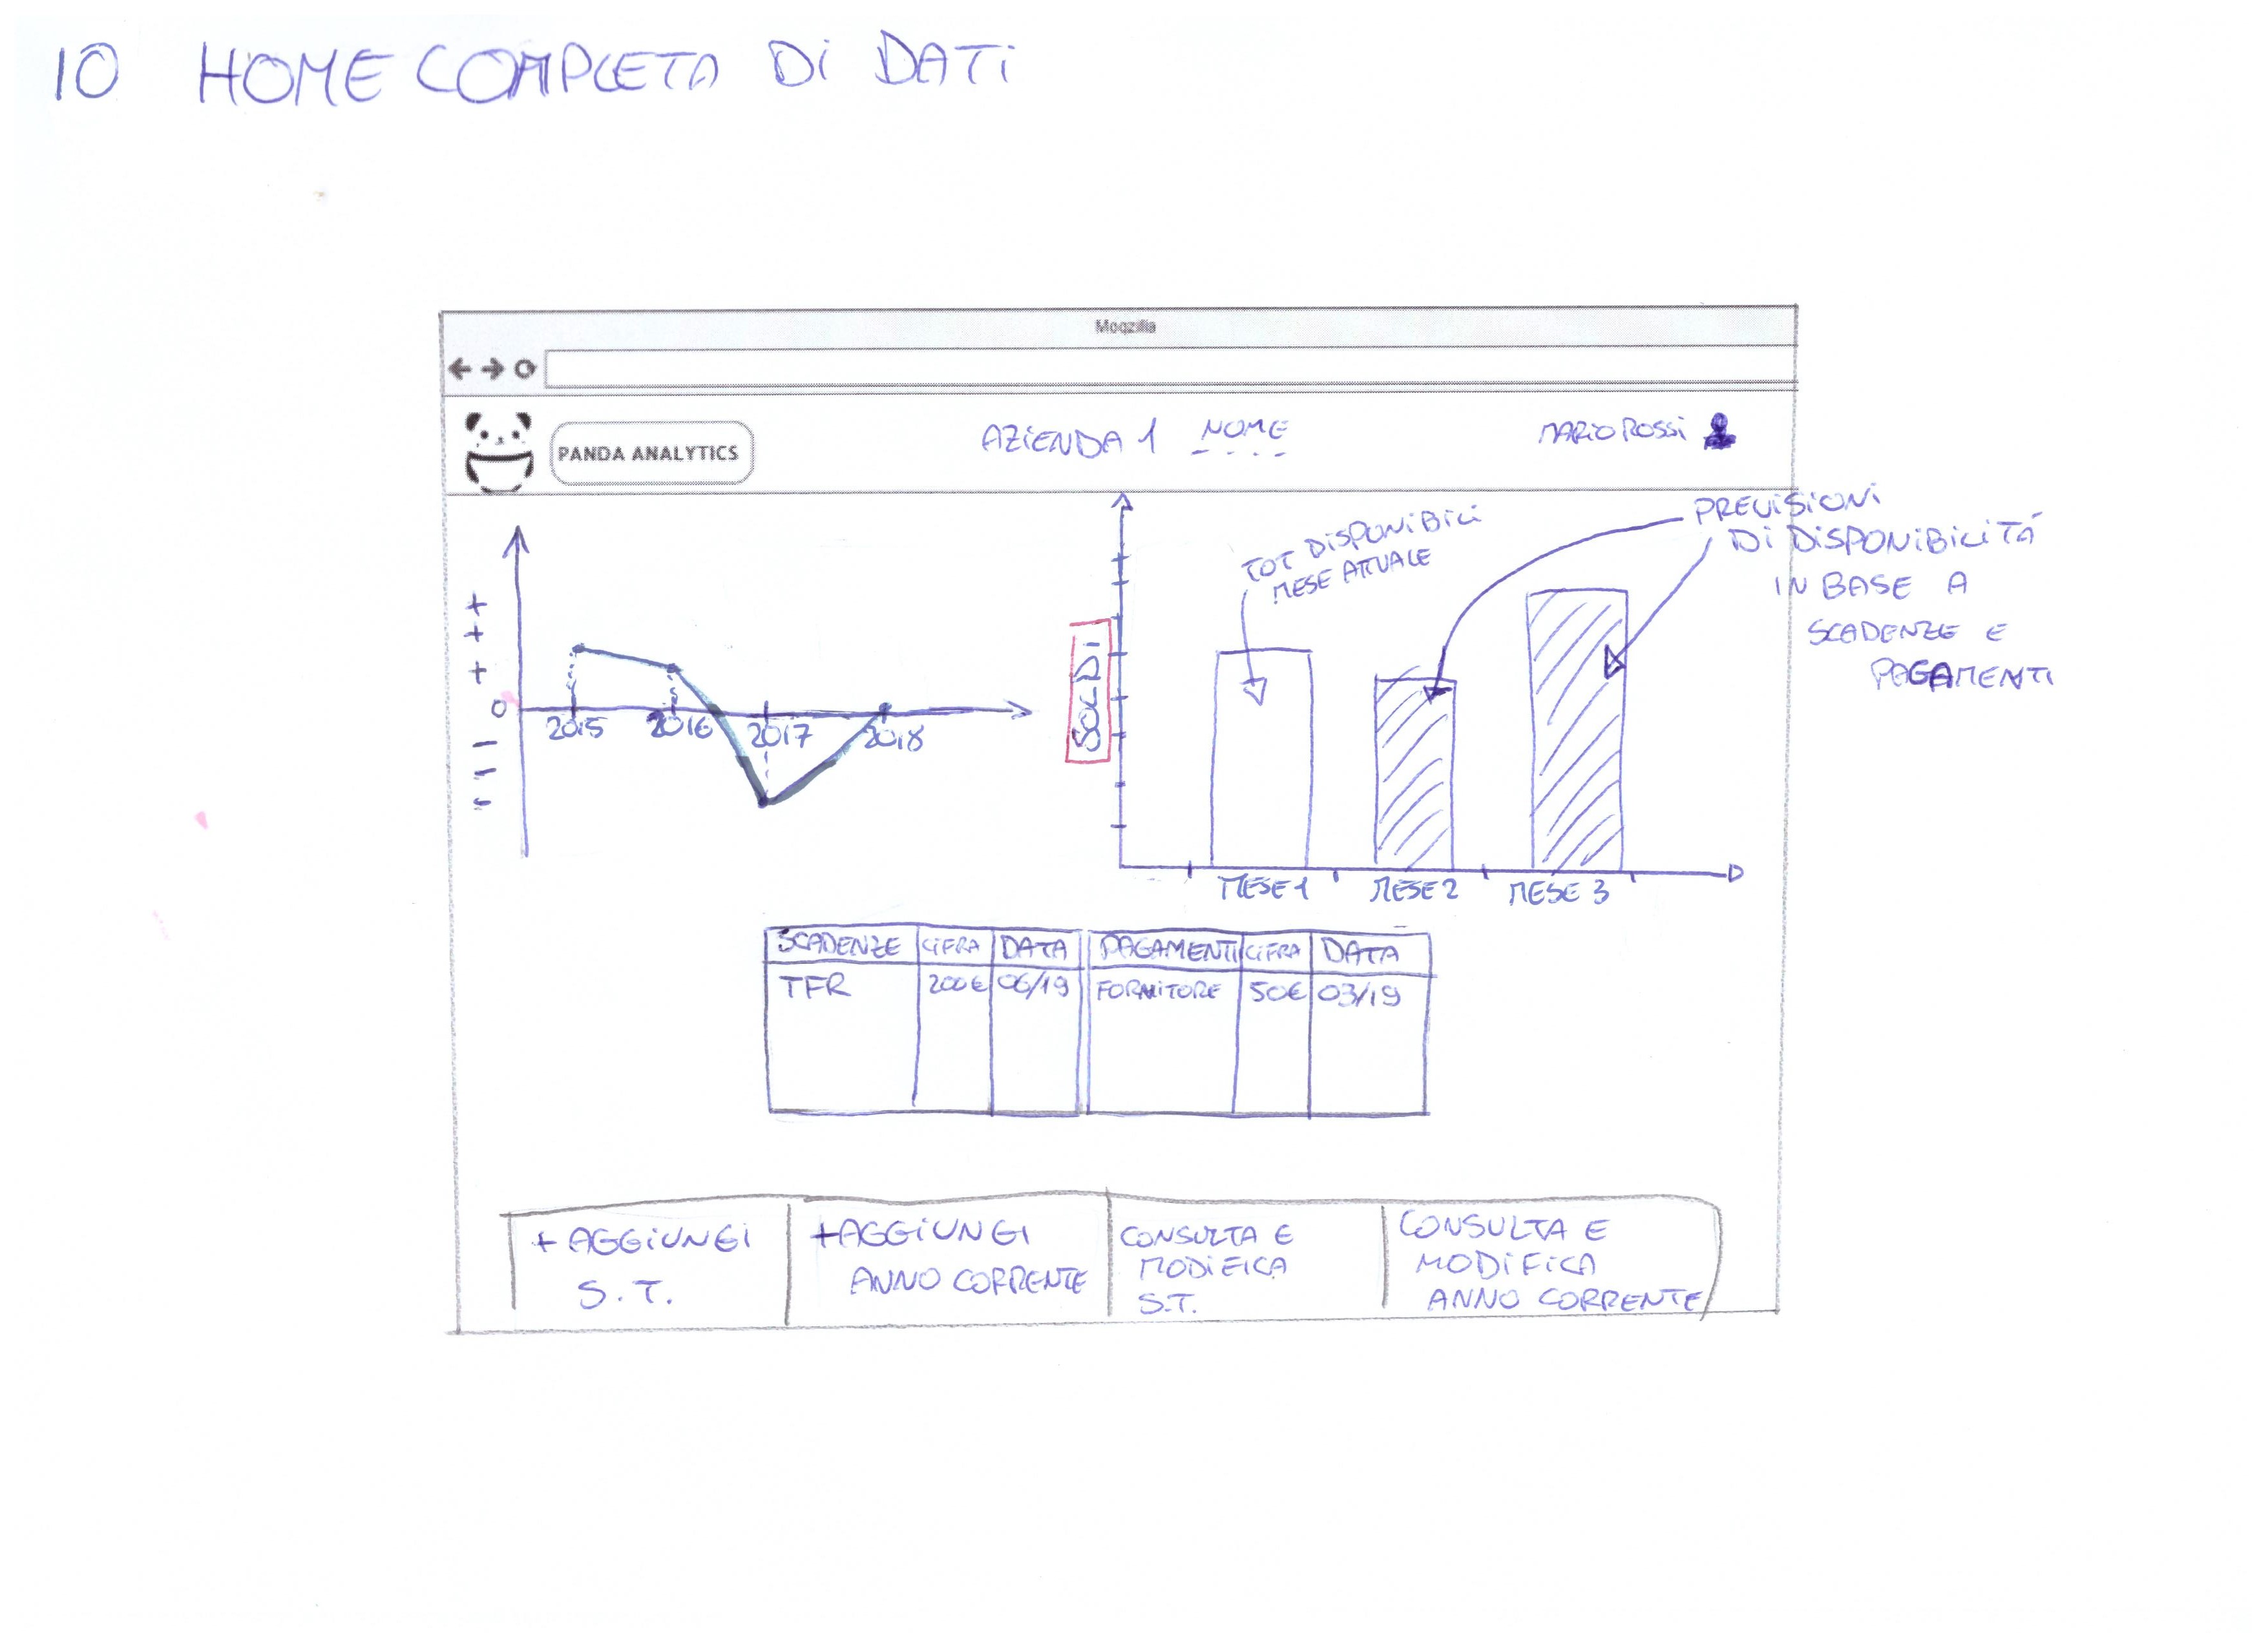 10 HOME COMPLETA Di DATi
Moqzilla
PANDA ANALYTICS
AZiENDA 1 NOME
MARiO ROSSi
+
+
+
0
-
-
-
2015 2016 2017 2018
SOLDi
TOT DiSPONiBiLi
MESE ATTUALE
PREViSiONi
Di DiSPONiBiLiTÁ
IN BASE A
SCADENZE E
PAGAMENTi
MESE 1 MESE 2 MESE 3
SCADENZE CiFRA DATA PAGAMENTi CiFRA DATA
TFR 200€ 06/19 FORNiTORE 50€ 03/19
+ AGGiUNGi
S.T.
+AGGiUNGi
ANNO CORRENTE
CONSULTA E
MODiFiCA
S.T.
CONSULTA E
MODiFiCA
ANNO CORRENTE